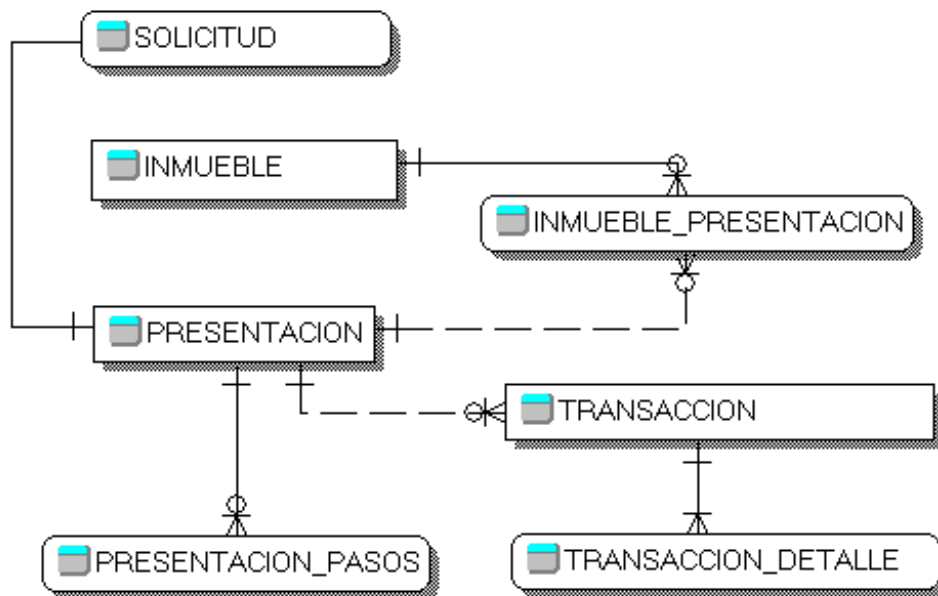 SOLICITUD
INMUEBLE
INMUEBLE_PRESENTACION
PRESENTACION
TRANSACCION
PRESENTACION_PASOS
TRANSACCION_DETALLE